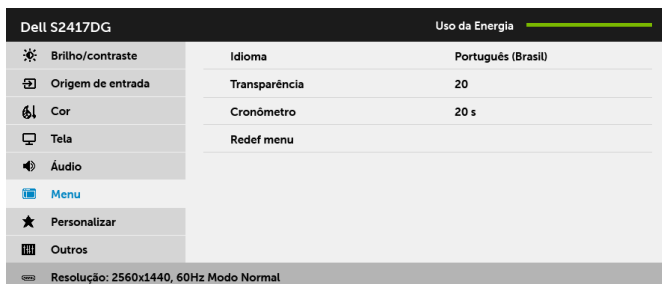 Dell S2417DG Uso da Energia
Brilho/contraste Idioma Português (Brasil)
Origem de entrada Transparência 20
Cor Cronômetro 20 s
Tela Redef menu
Áudio
Menu
Personalizar
Outros
Resolução: 2560x1440, 60Hz Modo Normal